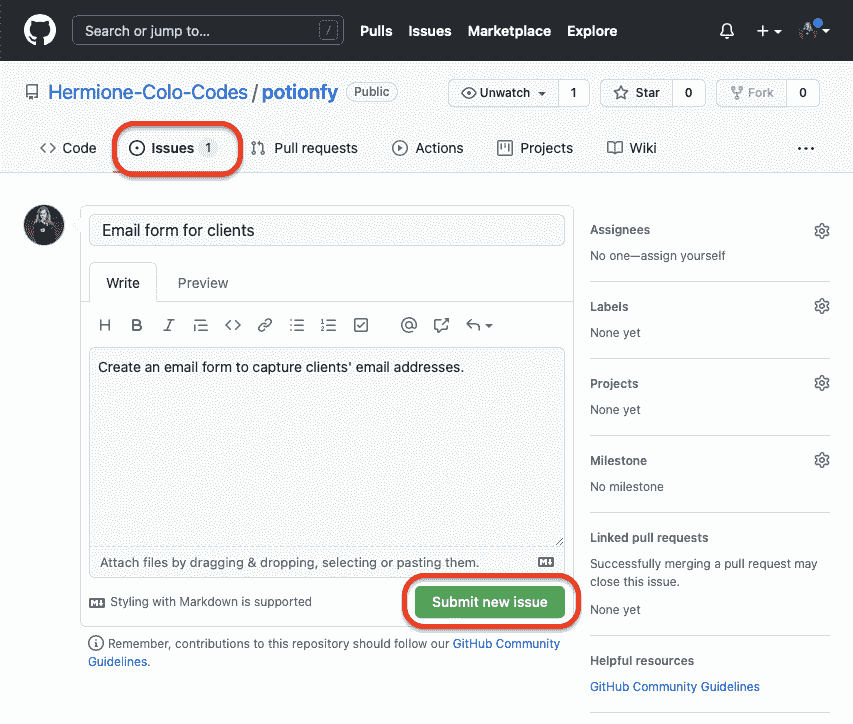 Search or jump to... / Pulls Issues Marketplace Explore
Hermione-Colo-Codes / potionfy Public Unwatch 1 Star 0 Fork 0
Code Issues 1 Pull requests Actions Projects Wiki ...
Email form for clients
Write Preview
H B I @
Create an email form to capture clients' email addresses.
Attach files by dragging & dropping, selecting or pasting them.
Styling with Markdown is supported
Submit new issue
Remember, contributions to this repository should follow our GitHub Community
Guidelines.
Assignees
No one—assign yourself
Labels
None yet
Projects
None yet
Milestone
No milestone
Linked pull requests
Successfully merging a pull request may
close this issue.
None yet
Helpful resources
GitHub Community Guidelines